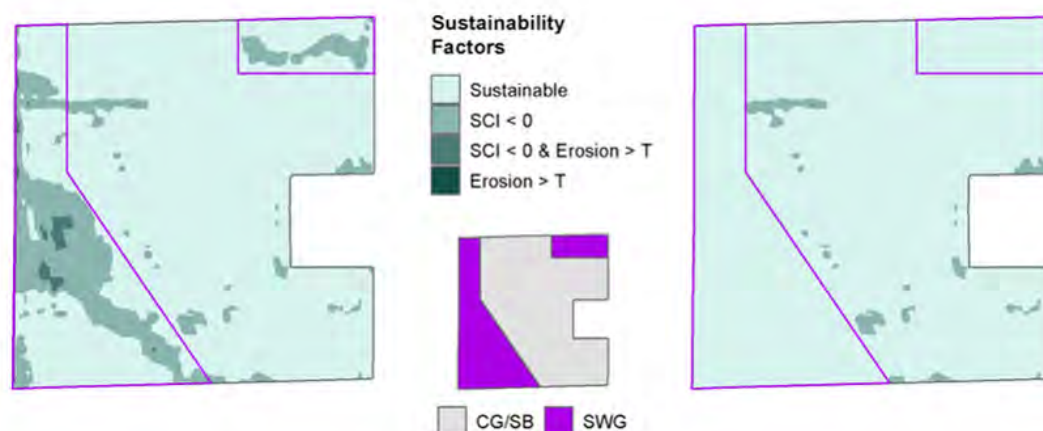 Sustainability
Factors
Sustainable
SCI < 0
SCI < 0 & Erosion > T
Erosion > T
CG/SB
SWG